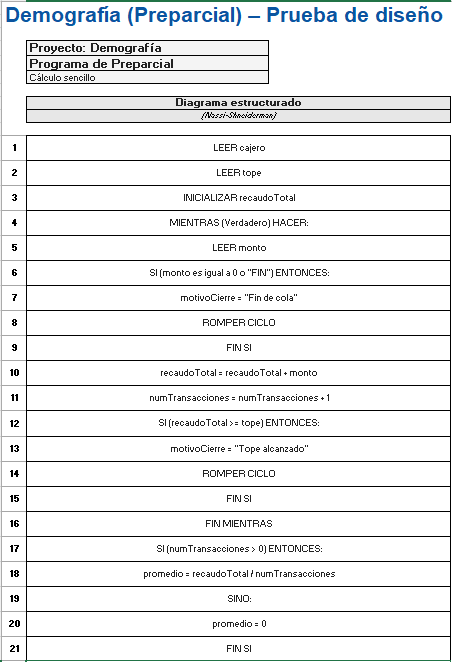 Demografía (Preparcial) – Prueba de diseño
Proyecto: Demografía
Programa de Preparcial
Cálculo sencillo
Diagrama estructurado
(Nassi-Shneiderman)
1 LEER cajero
2 LEER tope
3 INICIALIZAR recaudoTotal
4 MIENTRAS (Verdadero) HACER:
5 LEER monto
6 SI (monto es igual a 0 o "FIN") ENTONCES:
7 motivoCierre = "Fin de cola"
8 ROMPER CICLO
9 FIN SI
10 recaudoTotal = recaudoTotal + monto
11 numTransacciones = numTransacciones + 1
12 SI (recaudoTotal >= tope) ENTONCES:
13 motivoCierre = "Tope alcanzado"
14 ROMPER CICLO
15 FIN SI
16 FIN MIENTRAS
17 SI (numTransacciones > 0) ENTONCES:
18 promedio = recaudoTotal / numTransacciones
19 SINO:
20 promedio = 0
21 FIN SI